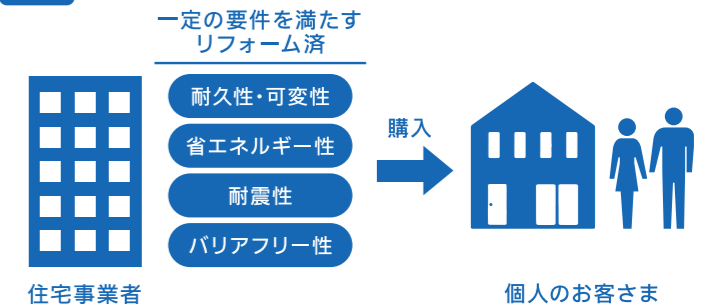 一定の要件を満たす
リフォーム済
耐久性・可変性
省エネルギー性
耐震性
バリアフリー性
購入
住宅事業者
個人のお客さま